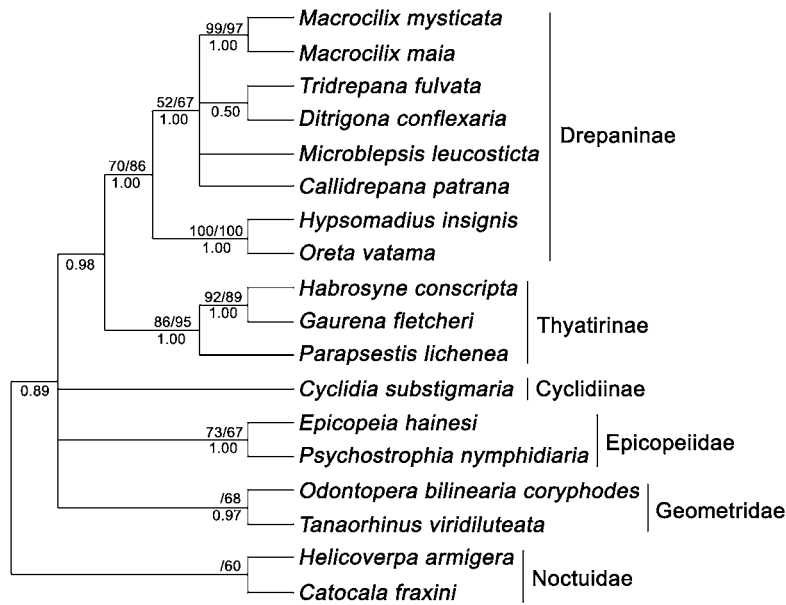 Macrocilix mysticata
99/97
1.00
Macrocilix maia
Tridrepana fulvata
52/67
0.50
1.00
Ditrigona conflexaria
Drepaninae
Microblepsis leucosticta
70/86
1.00
Callidrepana patrana
Hypsomadius insignis
100/100
1.00
Oreta vatama
0.98
Habrosyne conscripta
92/89
1.00
Gaurena fletcheri
Thyatirinae
86/95
1.00
Parapsestis lichenea
0.89
Cyclidia substigmaria
Cyclidiinae
Epicopeia hainesi
73/67
1.00
Epicopeiidae
Psychostrophia nymphidiaria
Odontopera bilinearia coryphodes
/68
0.97
Geometridae
Tanaorhinus viridiluteata
Helicoverpa armigera
/60
Noctuidae
Catocala fraxini